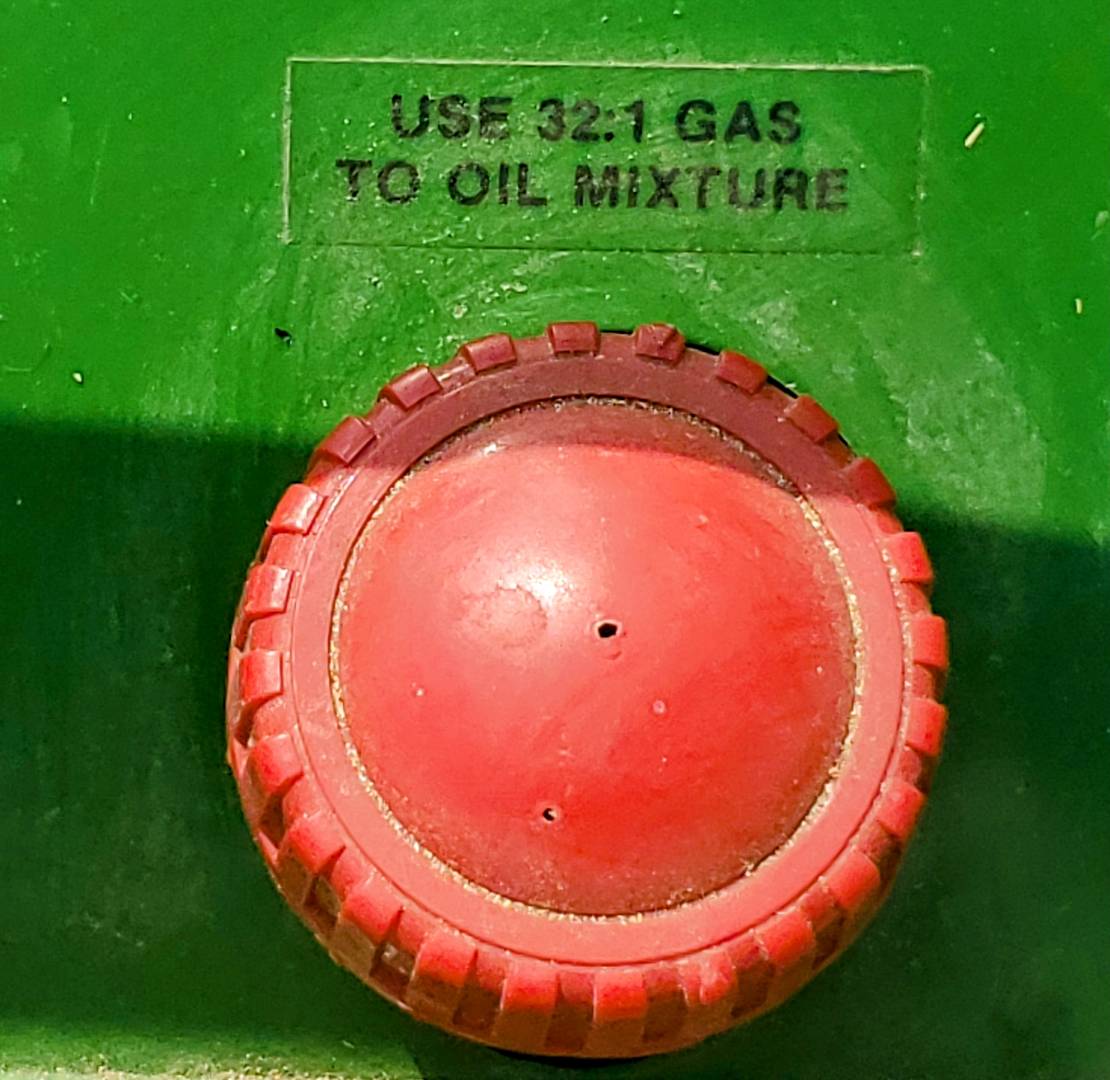 USE 32:1 GAS
TO OIL MIXTURE